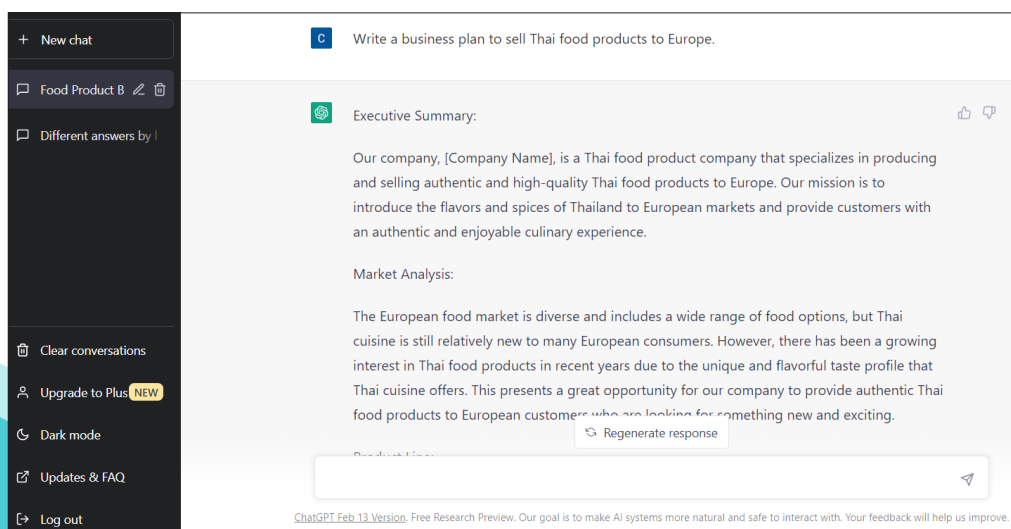 New chat
Food Product B
Different answers by
Clear conversations
Upgrade to Plus NEW
Dark mode
Updates & FAQ
Log out
C
Write a business plan to sell Thai food products to Europe.
Executive Summary:
Our company, [Company Name], is a Thai food product company that specializes in producing
and selling authentic and high-quality Thai food products to Europe. Our mission is to
introduce the flavors and spices of Thailand to European markets and provide customers with
an authentic and enjoyable culinary experience.
Market Analysis:
The European food market is diverse and includes a wide range of food options, but Thai
cuisine is still relatively new to many European consumers. However, there has been a growing
interest in Thai food products in recent years due to the unique and flavorful taste profile that
Thai cuisine offers. This presents a great opportunity for our company to provide authentic Thai
food products to European customers who are looking for something new and exciting.
Regenerate response
Product Line:
ChatGPT Feb 13 Version. Free Research Preview. Our goal is to make AI systems more natural and safe to interact with. Your feedback will help us improve.